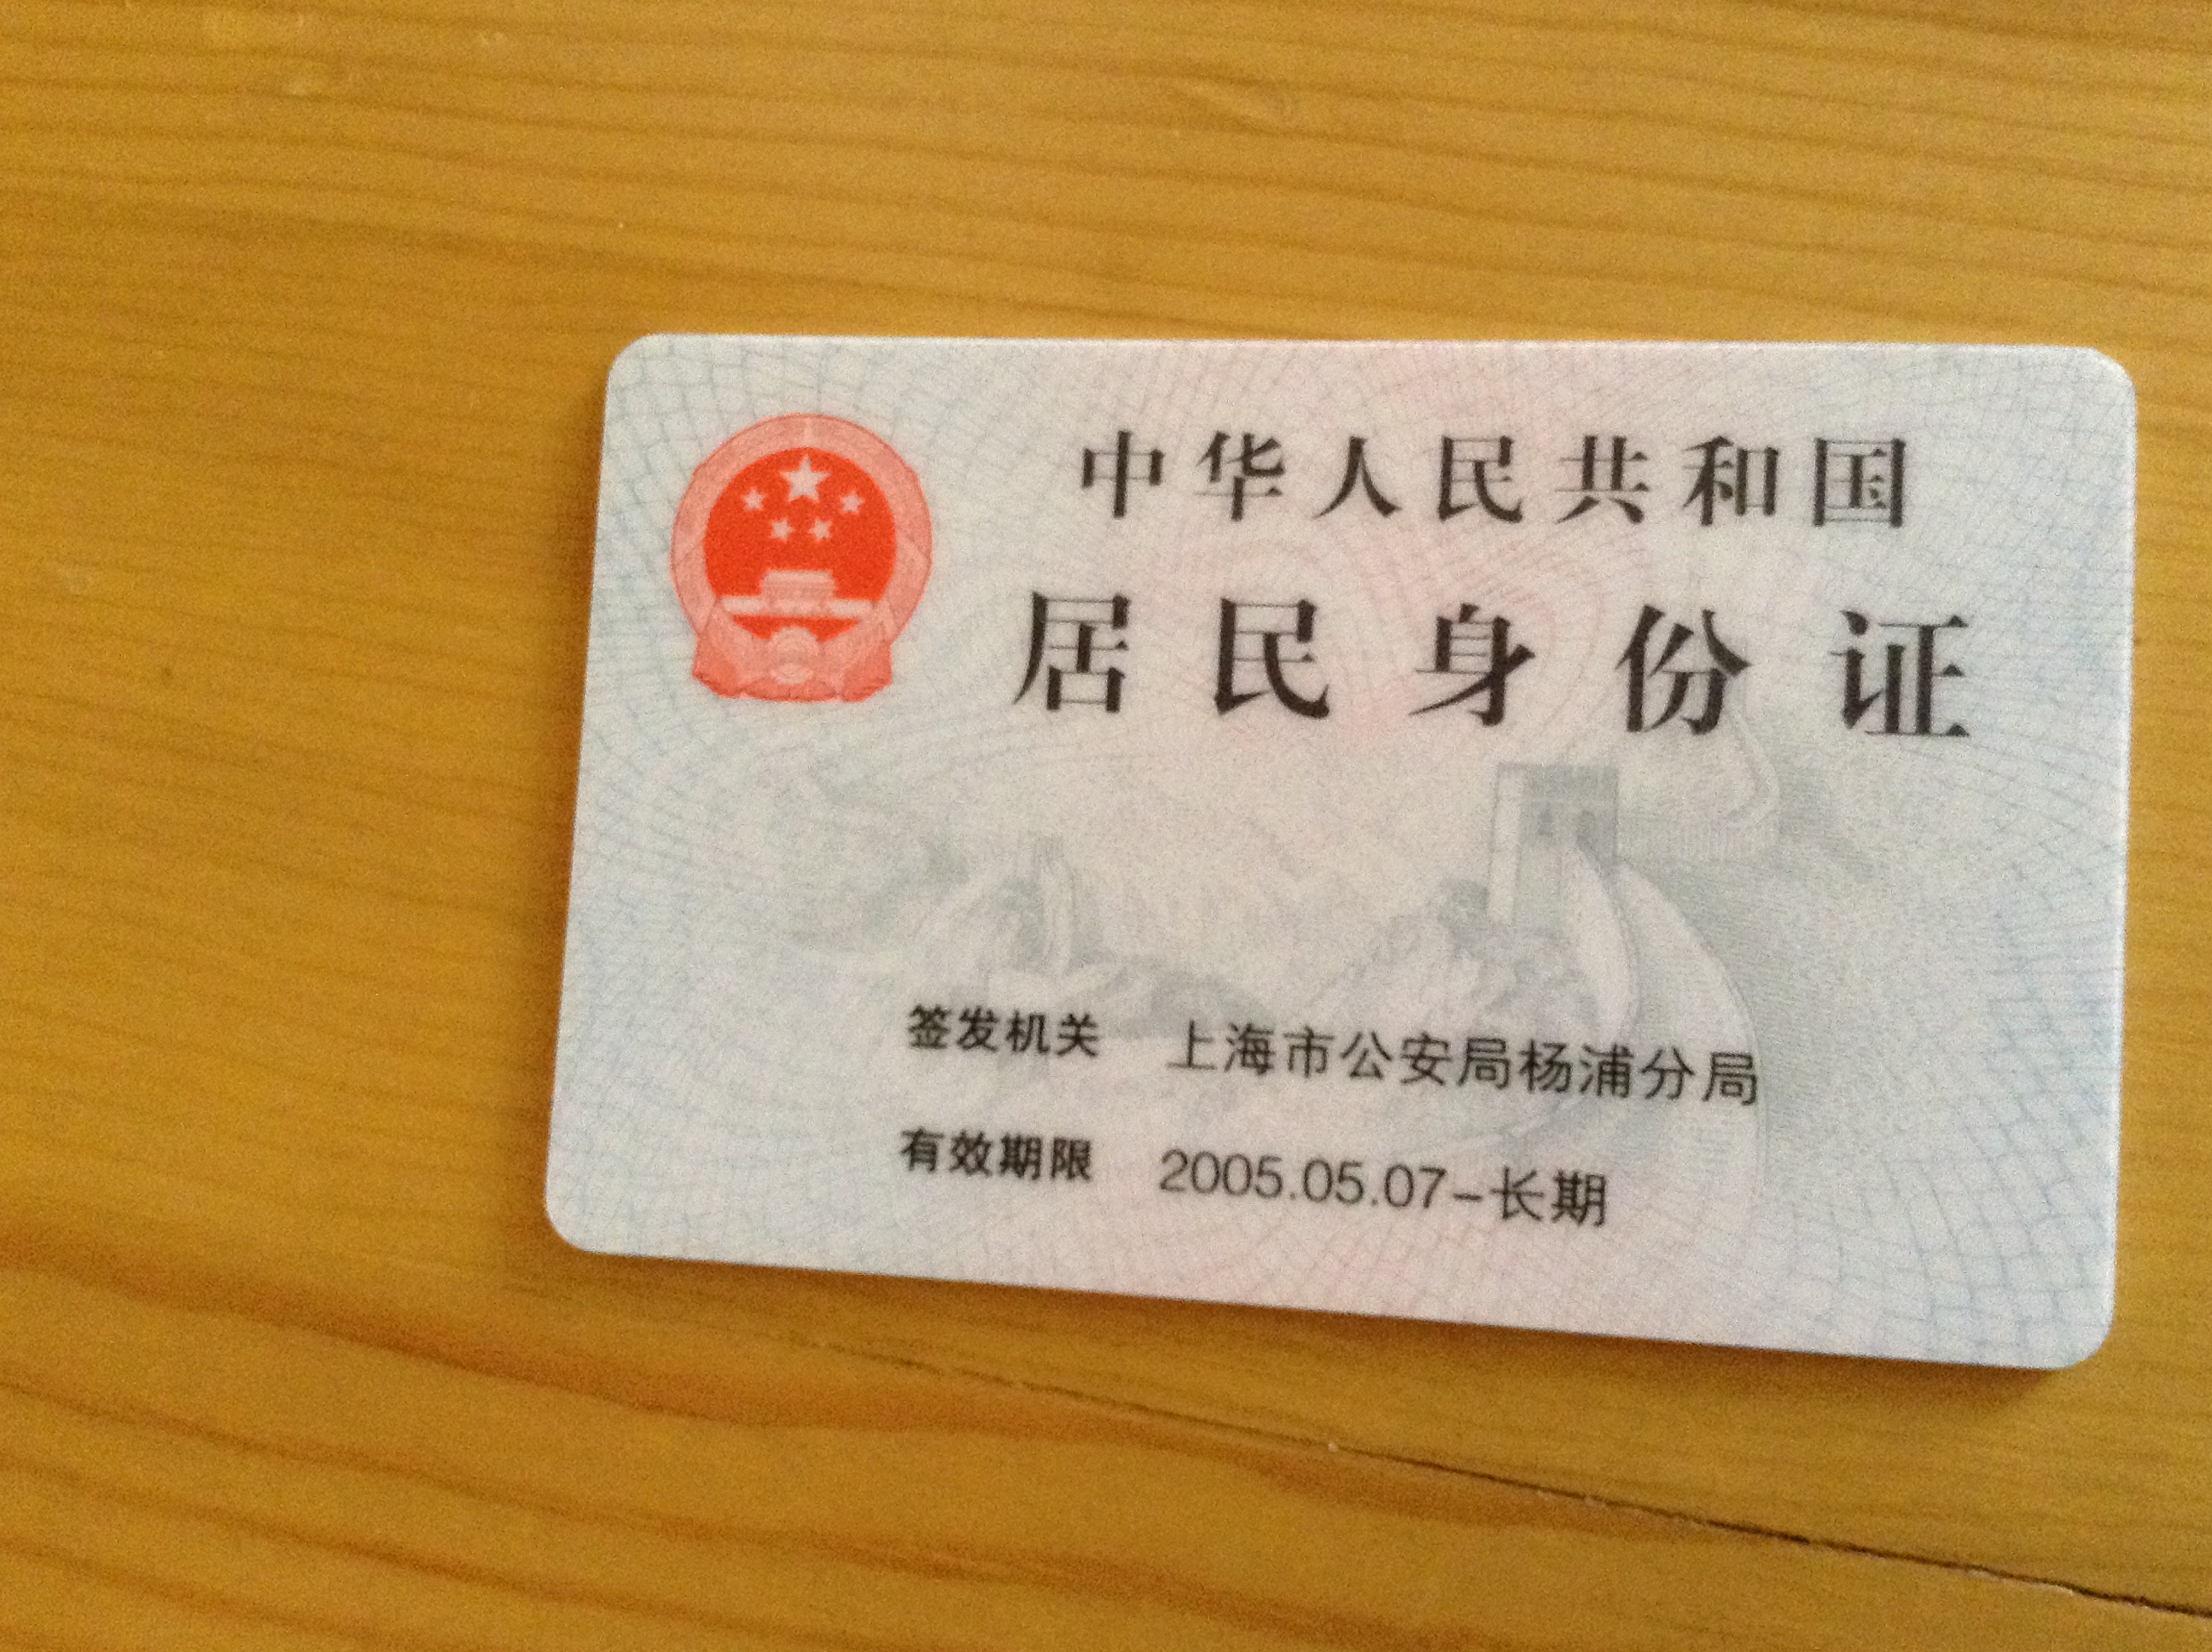 中华人民共和国
居民身份证
签发机关 上海市公安局杨浦分局
有效期限 2005.05.07-长期